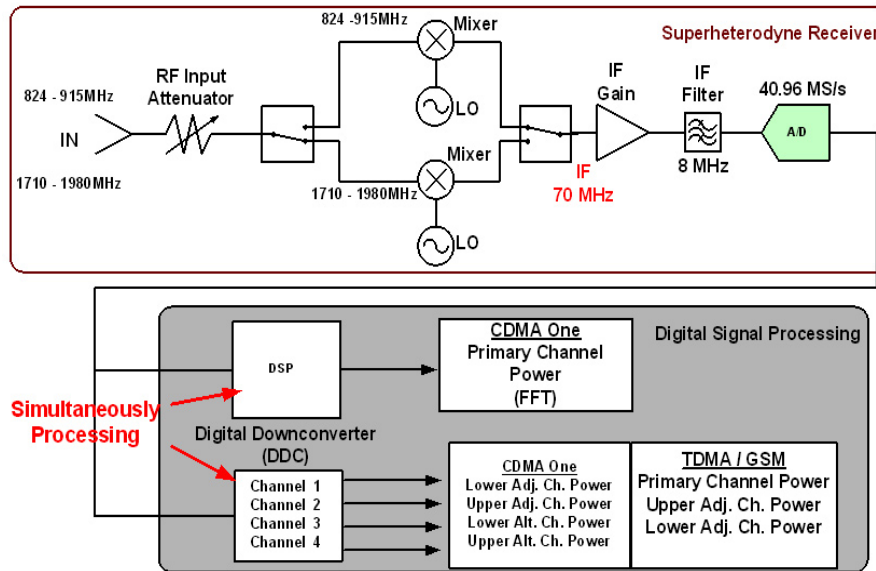 Superheterodyne Receiver
824 -915MHz
Mixer
RF Input
Attenuator
824 - 915MHz
IN
1710 - 1980MHz
LO
IF
Gain
IF
Filter
40.96 MS/s
A/D
8 MHz
Mixer
1710 - 1980MHz
IF
70 MHz
LO
Digital Signal Processing
DSP
CDMA One
Primary Channel
Power
(FFT)
Simultaneously
Processing
Digital Downconverter
(DDC)
Channel 1
Channel 2
Channel 3
Channel 4
CDMA One
Lower Adj. Ch. Power
Upper Adj. Ch. Power
Lower Alt. Ch. Power
Upper Alt. Ch. Power
TDMA / GSM
Primary Channel Power
Upper Adj. Ch. Power
Lower Adj. Ch. Power